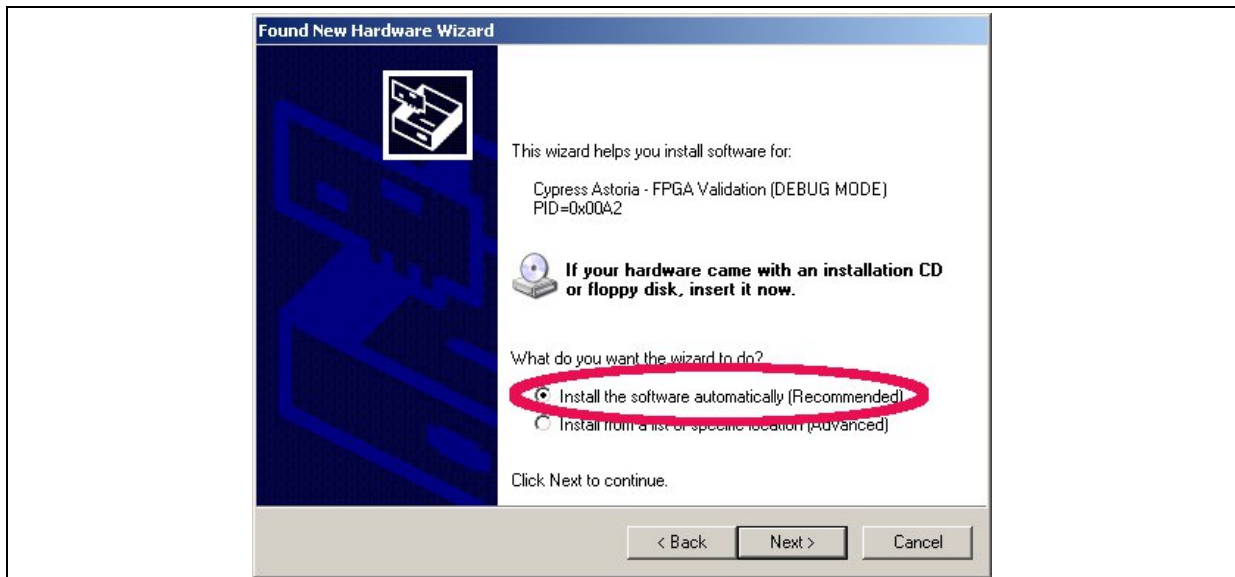 Found New Hardware Wizard
This wizard helps you install software for:
Cypress Astoria - FPGA Validation (DEBUG MODE)
PID=0x00A2
If your hardware came with an installation CD
or floppy disk, insert it now.
What do you want the wizard to do?
Install the software automatically (Recommended)
Install from a list or specific location (Advanced)
Click Next to continue.
< Back
Next >
Cancel